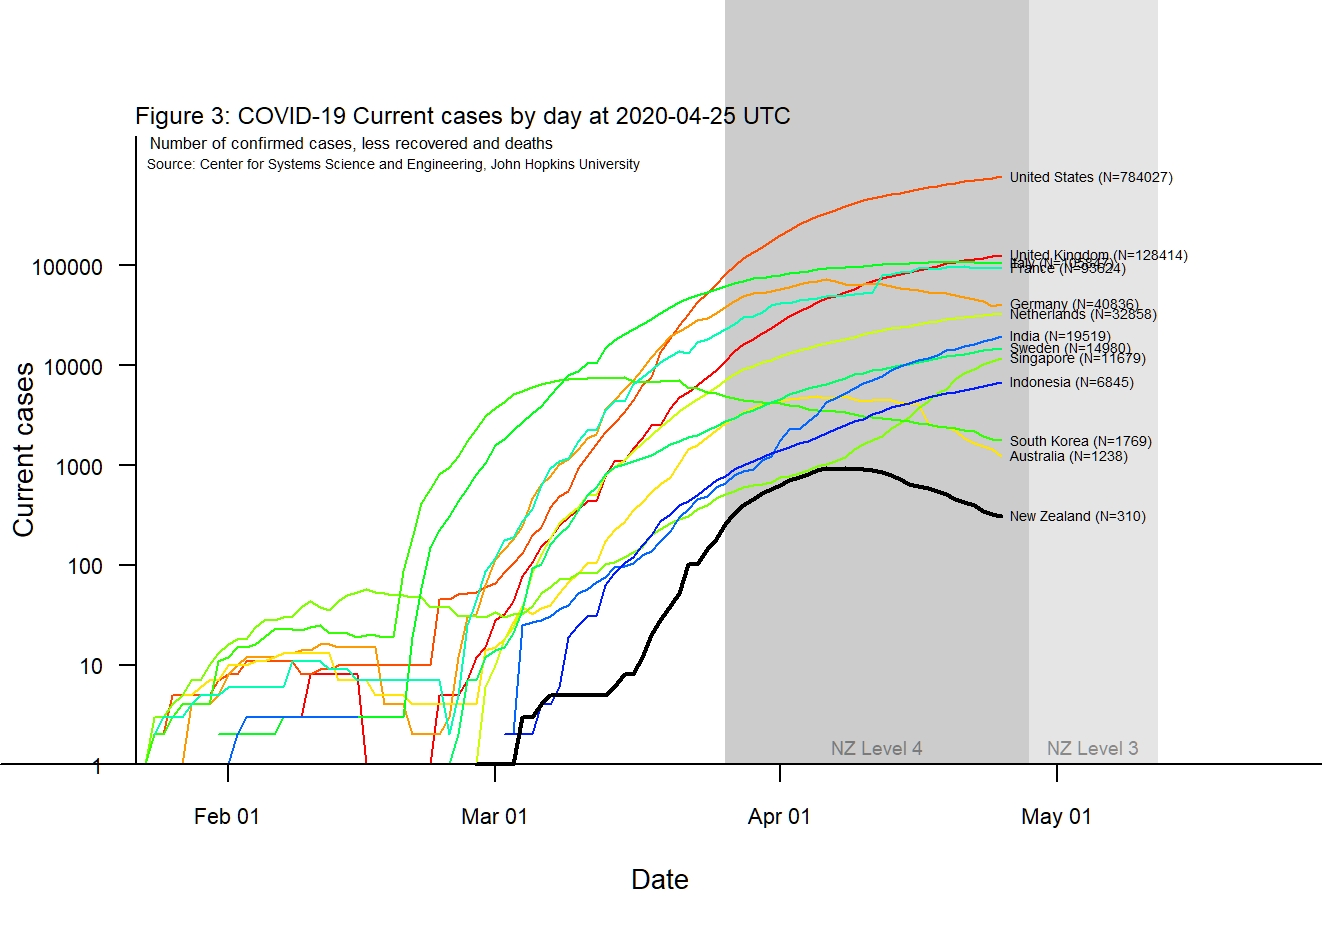 Figure 3: COVID-19 Current cases by day at 2020-04-25 UTC
Number of confirmed cases, less recovered and deaths
Source: Center for Systems Science and Engineering, John Hopkins University
United States (N=784027)
United Kingdom (N=128414)
France (N=93624)
Germany (N=40836)
Netherlands (N=32858)
India (N=19519)
Sweden (N=14980)
Singapore (N=11679)
Indonesia (N=6845)
South Korea (N=1769)
Australia (N=1238)
New Zealand (N=310)
Current cases
100000
10000
1000
100
10
1
NZ Level 4
NZ Level 3
Feb 01
Mar 01
Apr 01
May 01
Date